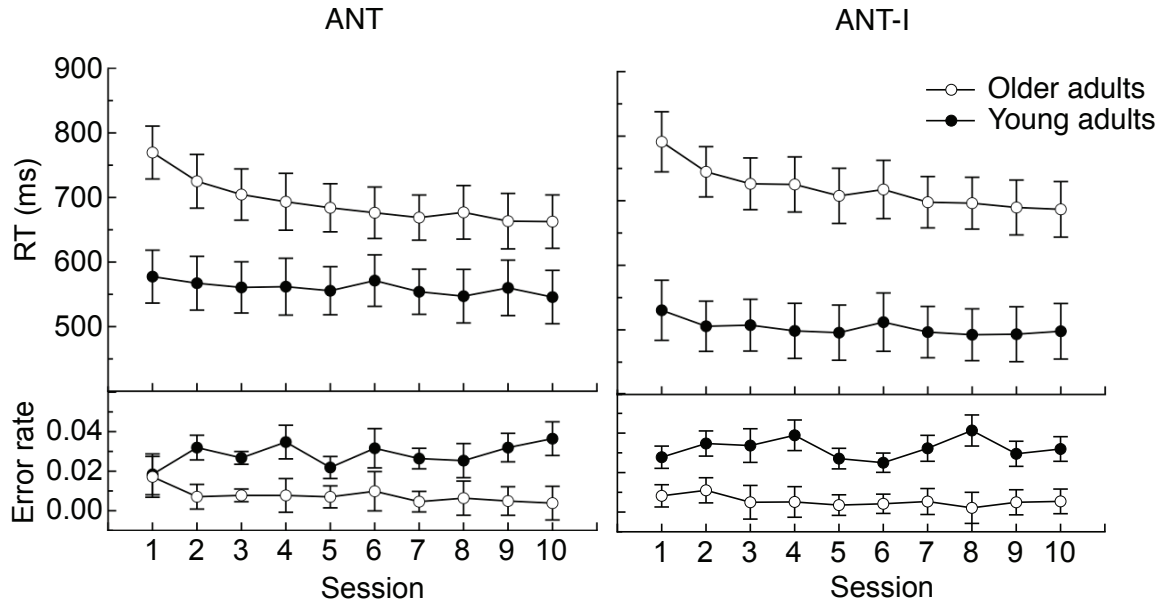 ANT
ANT-I
Older adults
Young adults
RT (ms)
900
800
700
600
500
Error rate
0.04
0.02
0.00
1 2 3 4 5 6 7 8 9 10
1 2 3 4 5 6 7 8 9 10
Session
Session